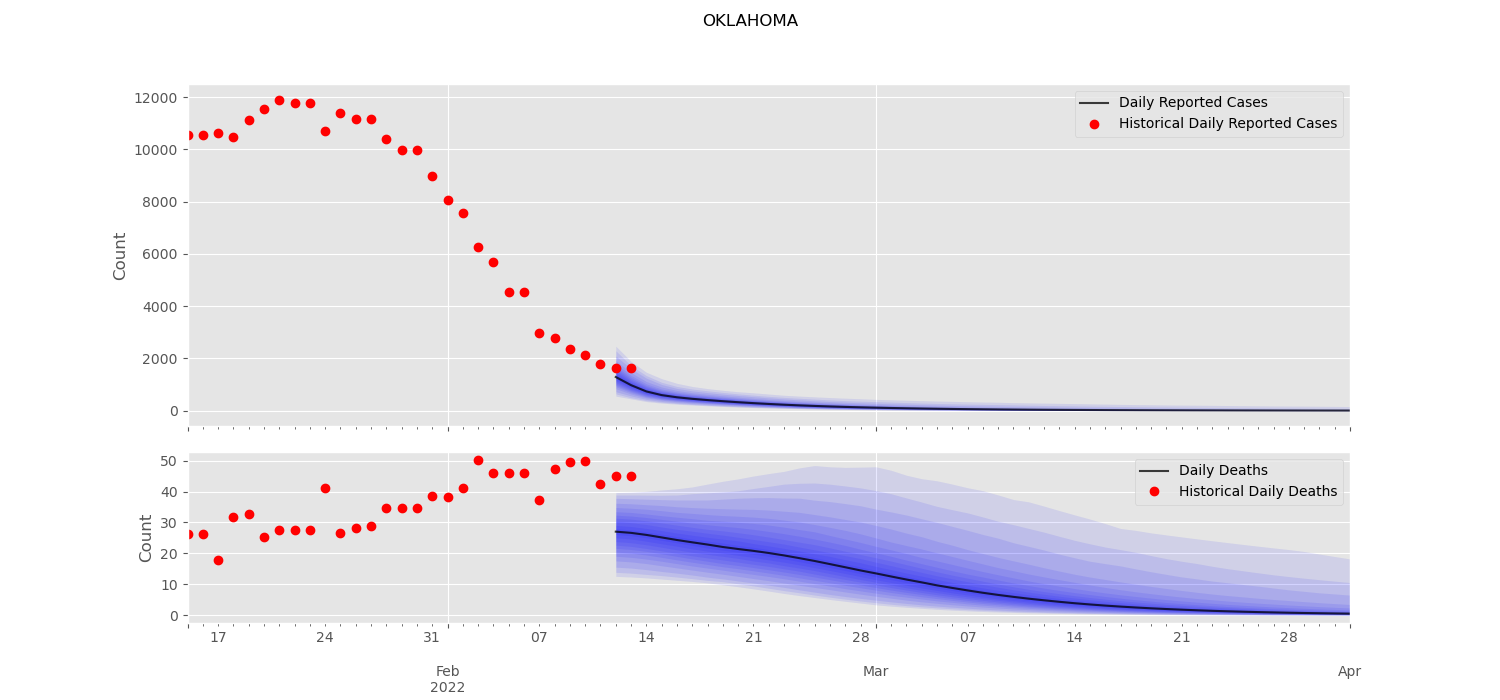 OKLAHOMA
12000
10000
8000
6000
4000
2000
0
Count
Daily Reported Cases
Historical Daily Reported Cases
50
40
30
20
10
0
Count
Daily Deaths
Historical Daily Deaths
17 24 31 07 14 21 28 07 14 21 28
Feb Mar Apr
2022